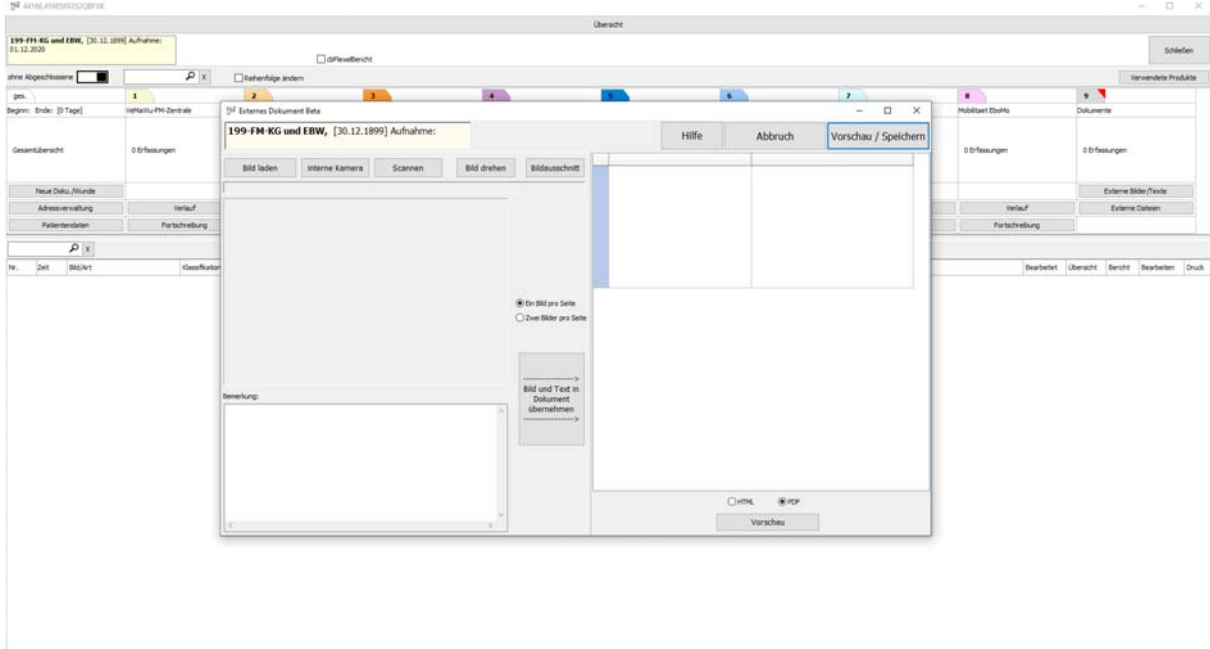 Übersicht
199-FM-KG und EBW, [30.12.1899] Aufnahme:
01.12.2020
cbFlexelBericht
Schließen
ohne Abgeschlossene
X
Reihenfolge ändern
Verwendete Produkte
ges. 1 2 3 4 5 6 7 8 9
Beginn: Ende: [0 Tage] VeMaWu-FM-Zentrale Mobilitaet EboMo Dokumente
Gesamtübersicht 0 Erfassungen 0 Erfassungen 0 Erfassungen
Neue Doku./Wunde Externe Bilder/Texte
Adressverwaltung Verlauf Verlauf Externe Dateien
Patientendaten Fortschreibung Fortschreibung
X
Nr. Zeit Bild/Art Klassifikation Bearbeitet Übersicht Bericht Bearbeiten Druck
Externes Dokument Beta
199-FM-KG und EBW, [30.12.1899] Aufnahme:
Hilfe Abbruch Vorschau / Speichern
Bild laden interne Kamera Scannen Bild drehen Bildausschnitt
Ein Bild pro Seite
Zwei Bilder pro Seite
---------------->
Bild und Text in
Dokument
übernehmen
---------------->
Bemerkung:
HTML PDF
Vorschau